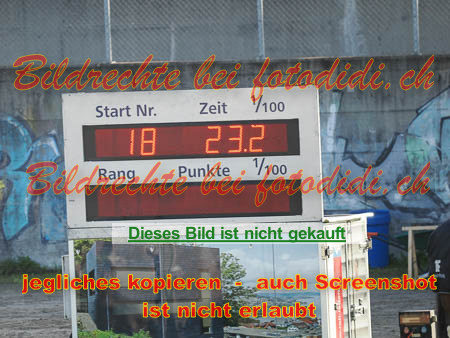 Bildrechte bei fotodidi.ch
Start Nr. Zeit 1/100
18 23.2
Bildrechte bei fotodidi.ch
Rang Punkte 1/100
Dieses Bild ist nicht gekauft
jegliches kopieren - auch Screenshot
ist nicht erlaubt